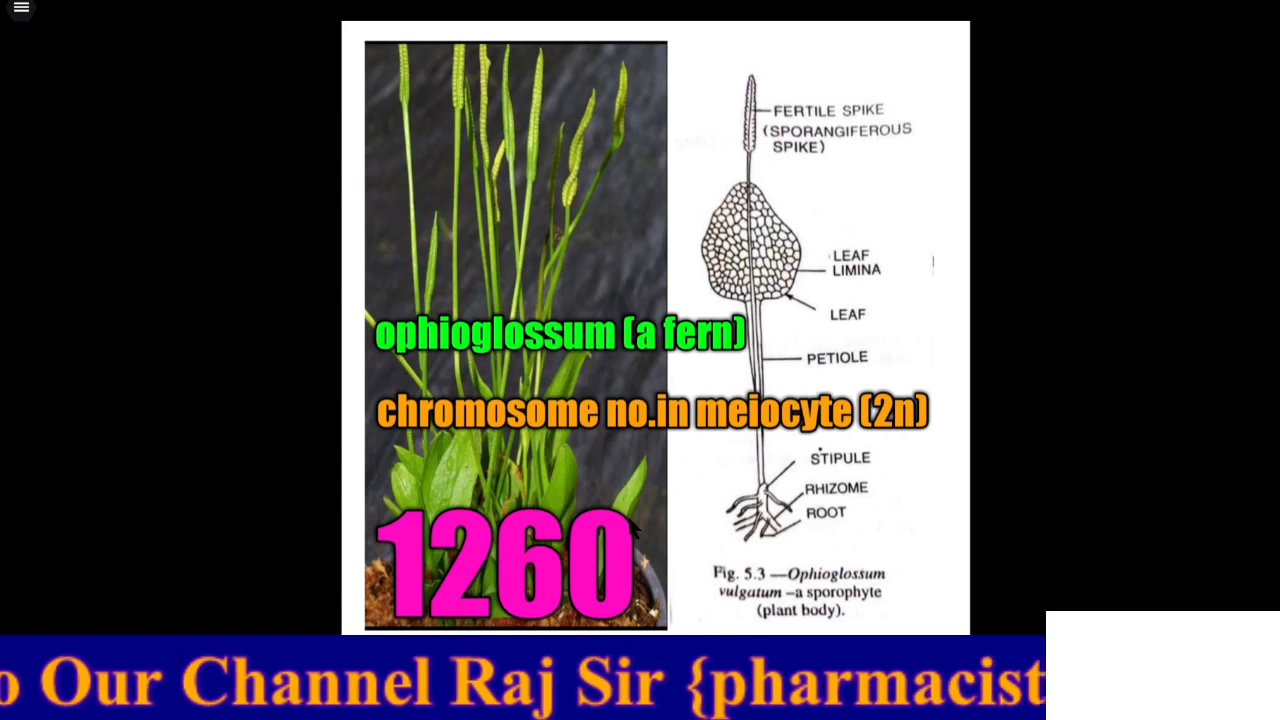 FERTILE SPIKE
(SPORANGIFEROUS
SPIKE)
LEAF
LIMINA
LEAF
ophioglossum (a fern)
PETIOLE
chromosome no.in meiocyte (2n)
STIPULE
RHIZOME
ROOT
1260
Fig. 5.3 —Ophioglossum
vulgatum –a sporophyte
(plant body).
o Our Channel Raj Sir {pharmacist